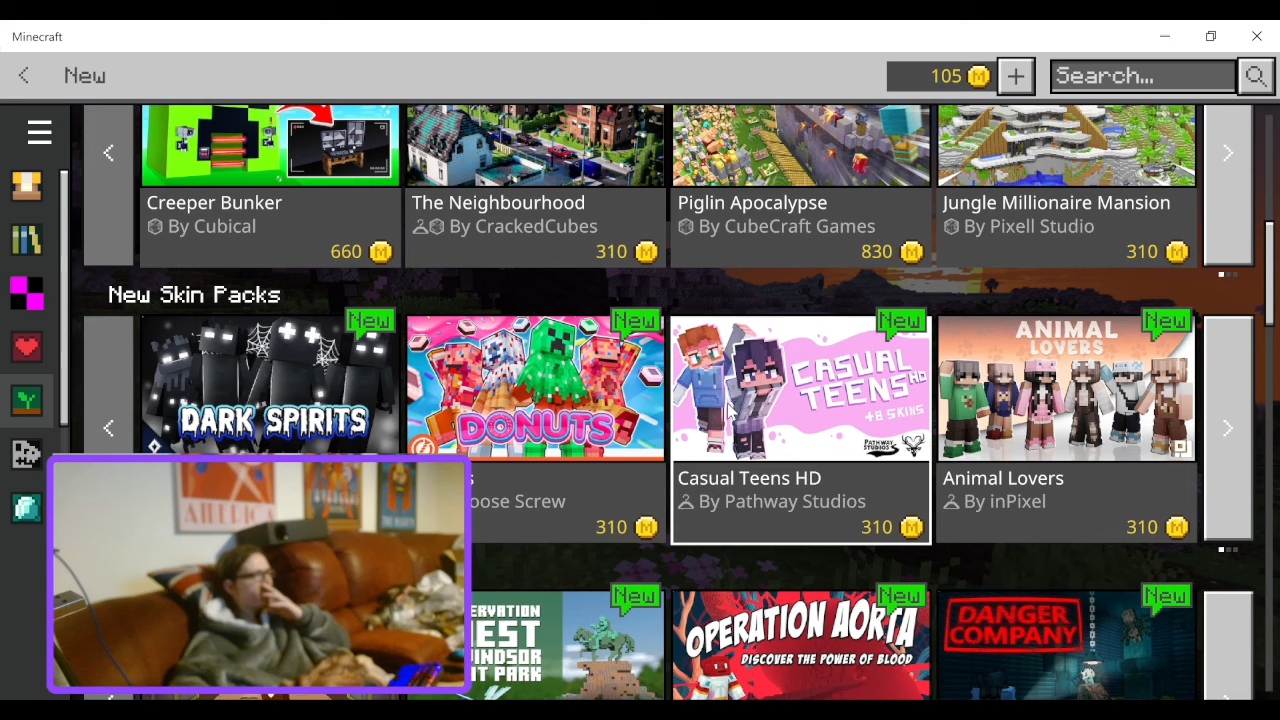 Minecraft
New
105
Search...
Creeper Bunker
By Cubical
660
The Neighbourhood
By CrackedCubes
310
Piglin Apocalypse
By CubeCraft Games
830
Jungle Millionaire Mansion
By Pixell Studio
310
New Skin Packs
New
DARK SPIRITS
New
DONUTS
oose Screw
310
New
CASUAL
TEENS HD
48 SKINS
PATHWAY
STUDIOS
Casual Teens HD
By Pathway Studios
310
New
ANIMAL
LOVERS
Animal Lovers
By inPixel
310
AMERICA
New
ERVATION
EST
INDSOR
T PARK
New
OPERATION AORTA
DISCOVER THE POWER OF BLOOD
New
DANGER
COMPANY